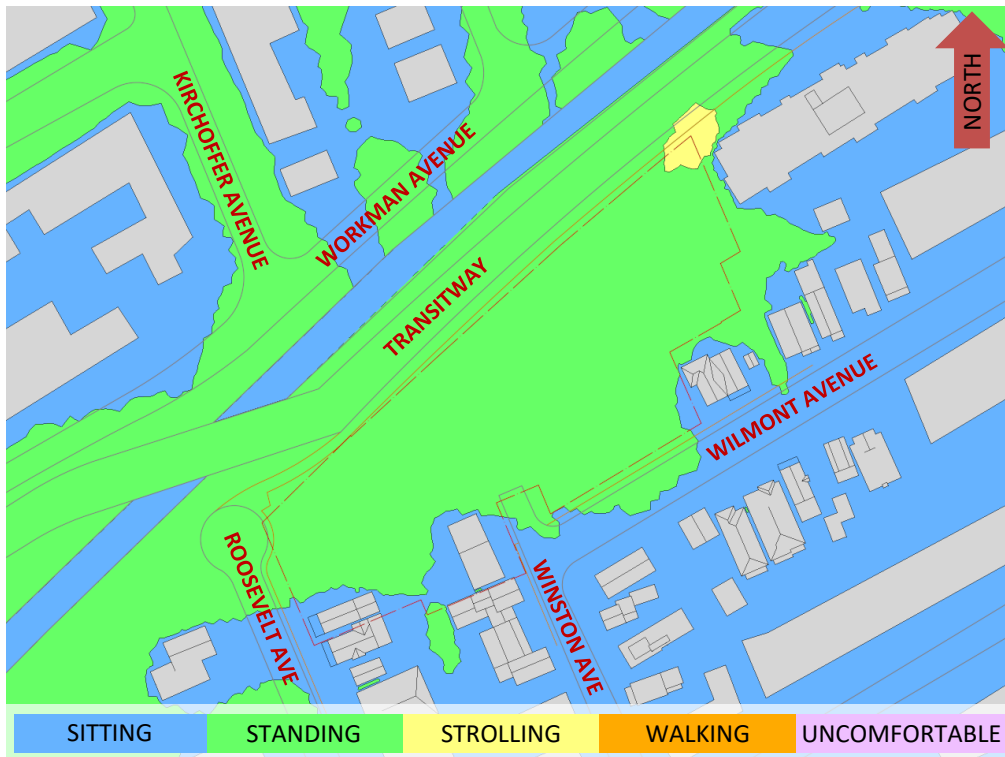 NORTH
KIRCHOFFER AVENUE
WORKMAN AVENUE
TRANSITWAY
WILMONT AVENUE
ROOSEVELT AVE
WINSTON AVE
SITTING
STANDING
STROLLING
WALKING
UNCOMFORTABLE